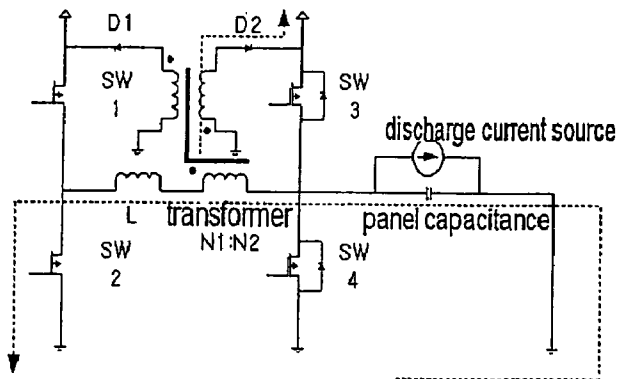 D1
D2
SW
1
SW
3
discharge current source
L
transformer
N1:N2
panel capacitance
SW
2
SW
4